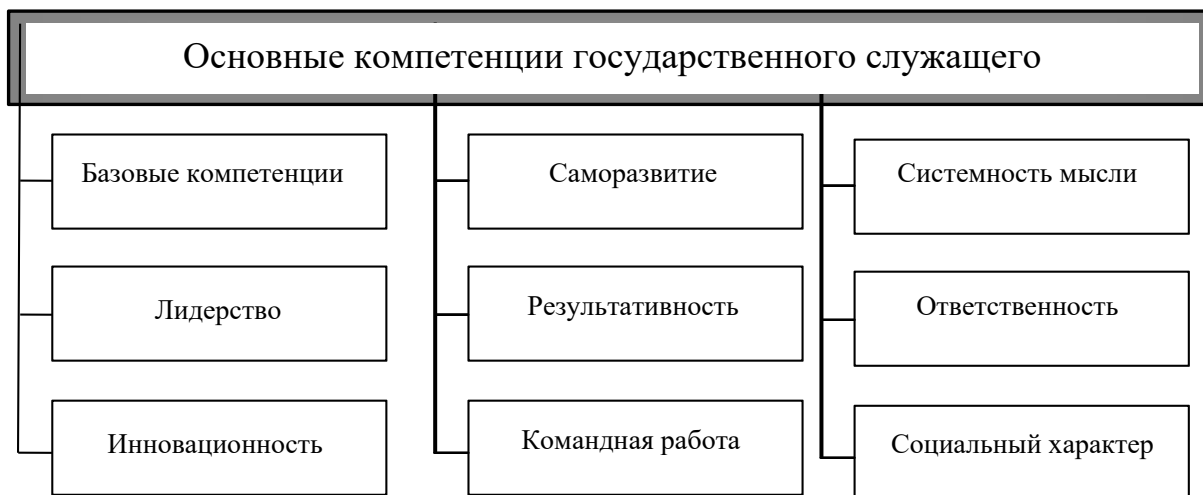 Основные компетенции государственного служащего
Базовые компетенции
Саморазвитие
Системность мысли
Лидерство
Результативность
Ответственность
Инновационность
Командная работа
Социальный характер